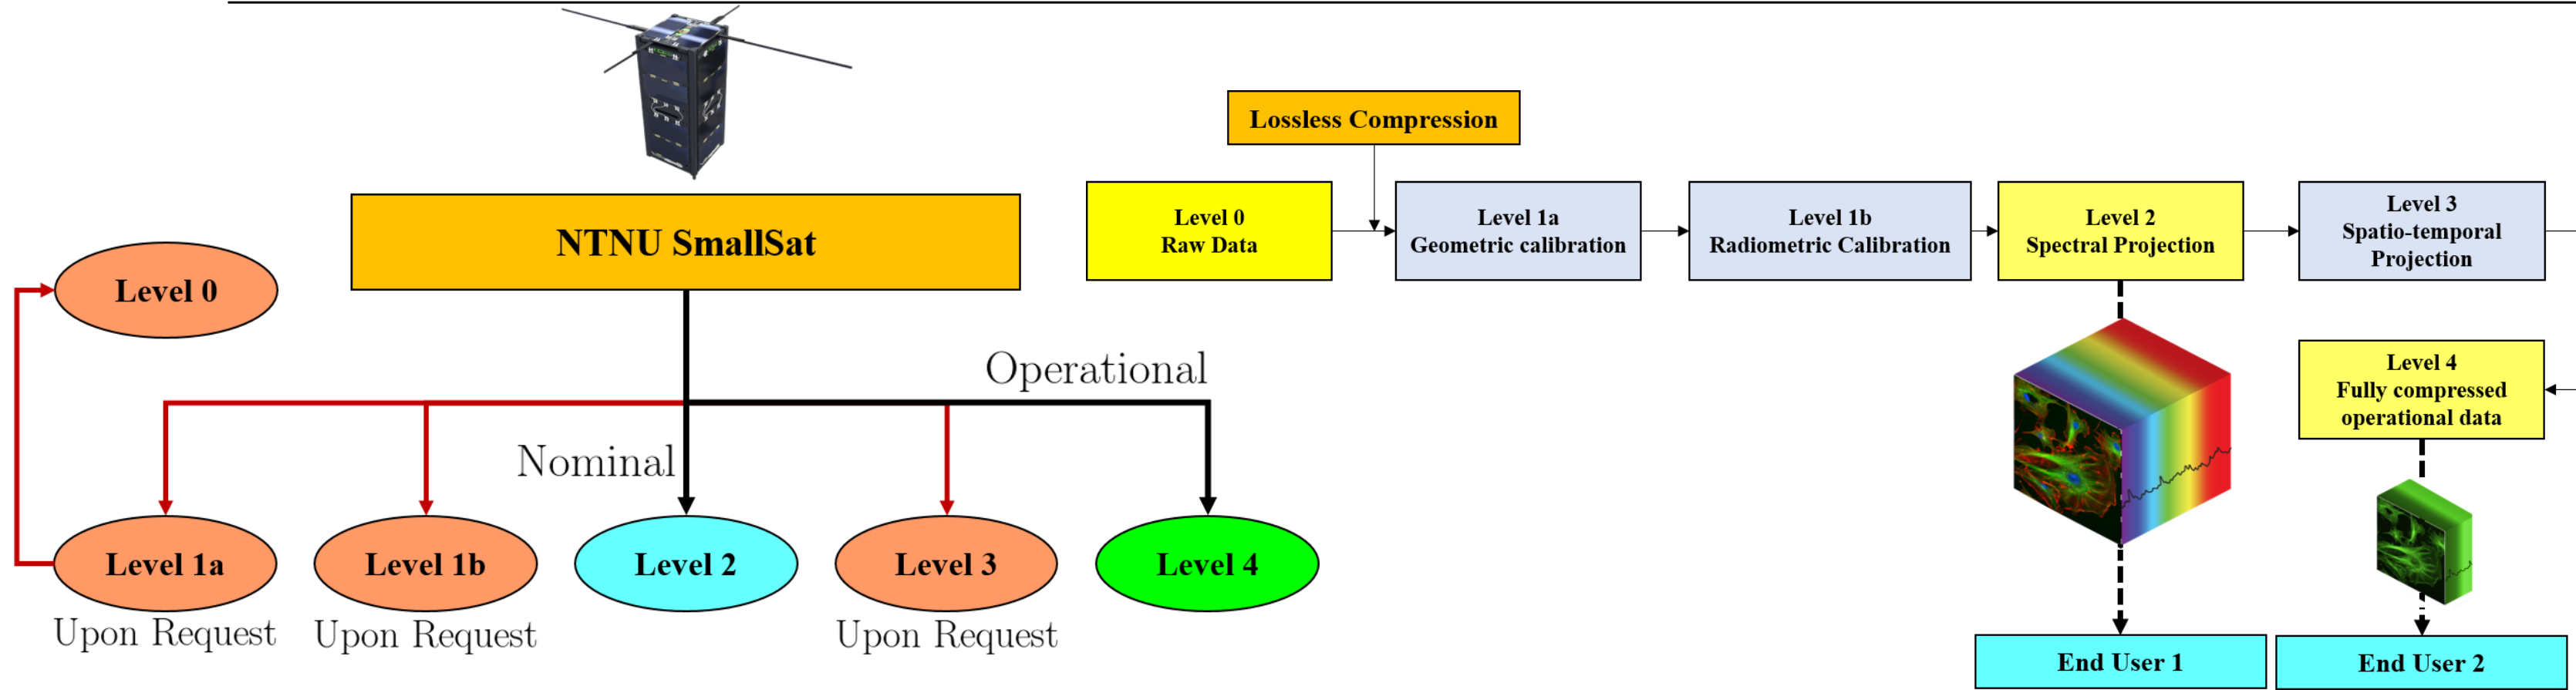 NTNU SmallSat
Level 0
Operational
Nominal
Level 1a
Level 1b
Level 2
Level 3
Level 4
Upon Request
Upon Request
Upon Request
Lossless Compression
Level 0
Raw Data
Level 1a
Geometric calibration
Level 1b
Radiometric Calibration
Level 2
Spectral Projection
Level 3
Spatio-temporal
Projection
Level 4
Fully compressed
operational data
End User 1
End User 2